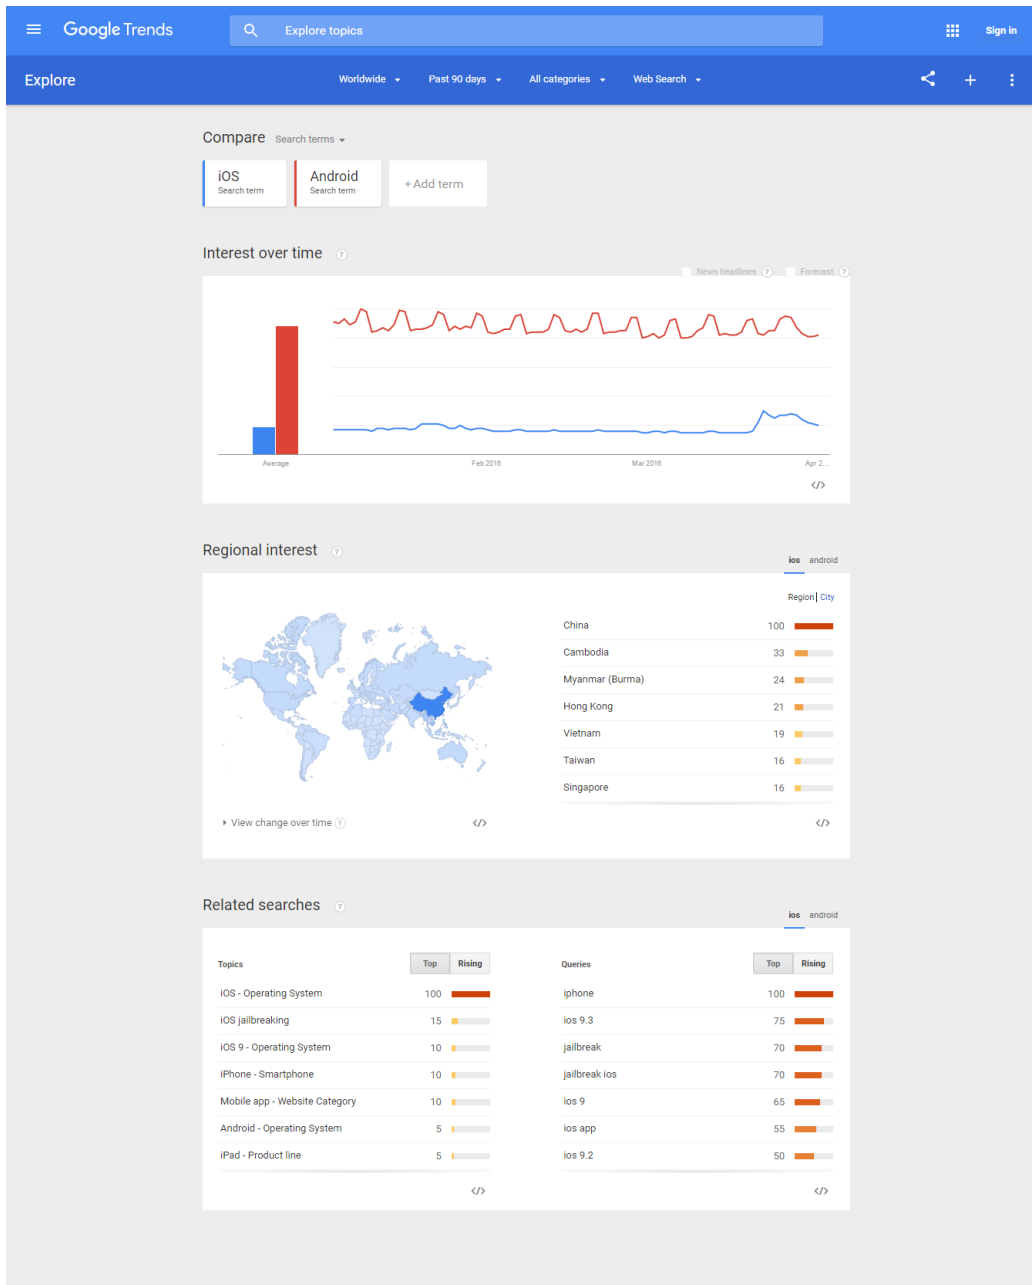 Google Trends
Explore topics
Sign in
Explore
Worldwide
Past 90 days
All categories
Web Search
Compare
Search terms
iOS
Search term
Android
Search term
+Add term
Interest over time ?
News headlines ?
Forecast ?
Average
Feb 2016
Mar 2016
Apr 2...
</>
Regional interest ?
ios
android
Region | City
China 100
Cambodia 33
Myanmar (Burma) 24
Hong Kong 21
Vietnam 19
Taiwan 16
Singapore 16
View change over time ?
</>
</>
Related searches ?
ios
android
Topics
Top
Rising
iOS - Operating System 100
iOS jailbreaking 15
iOS 9 - Operating System 10
iPhone - Smartphone 10
Mobile app - Website Category 10
Android - Operating System 5
iPad - Product line 5
</>
Queries
Top
Rising
iphone 100
ios 9.3 75
jailbreak 70
jailbreak ios 70
ios 9 65
ios app 55
ios 9.2 50
</>